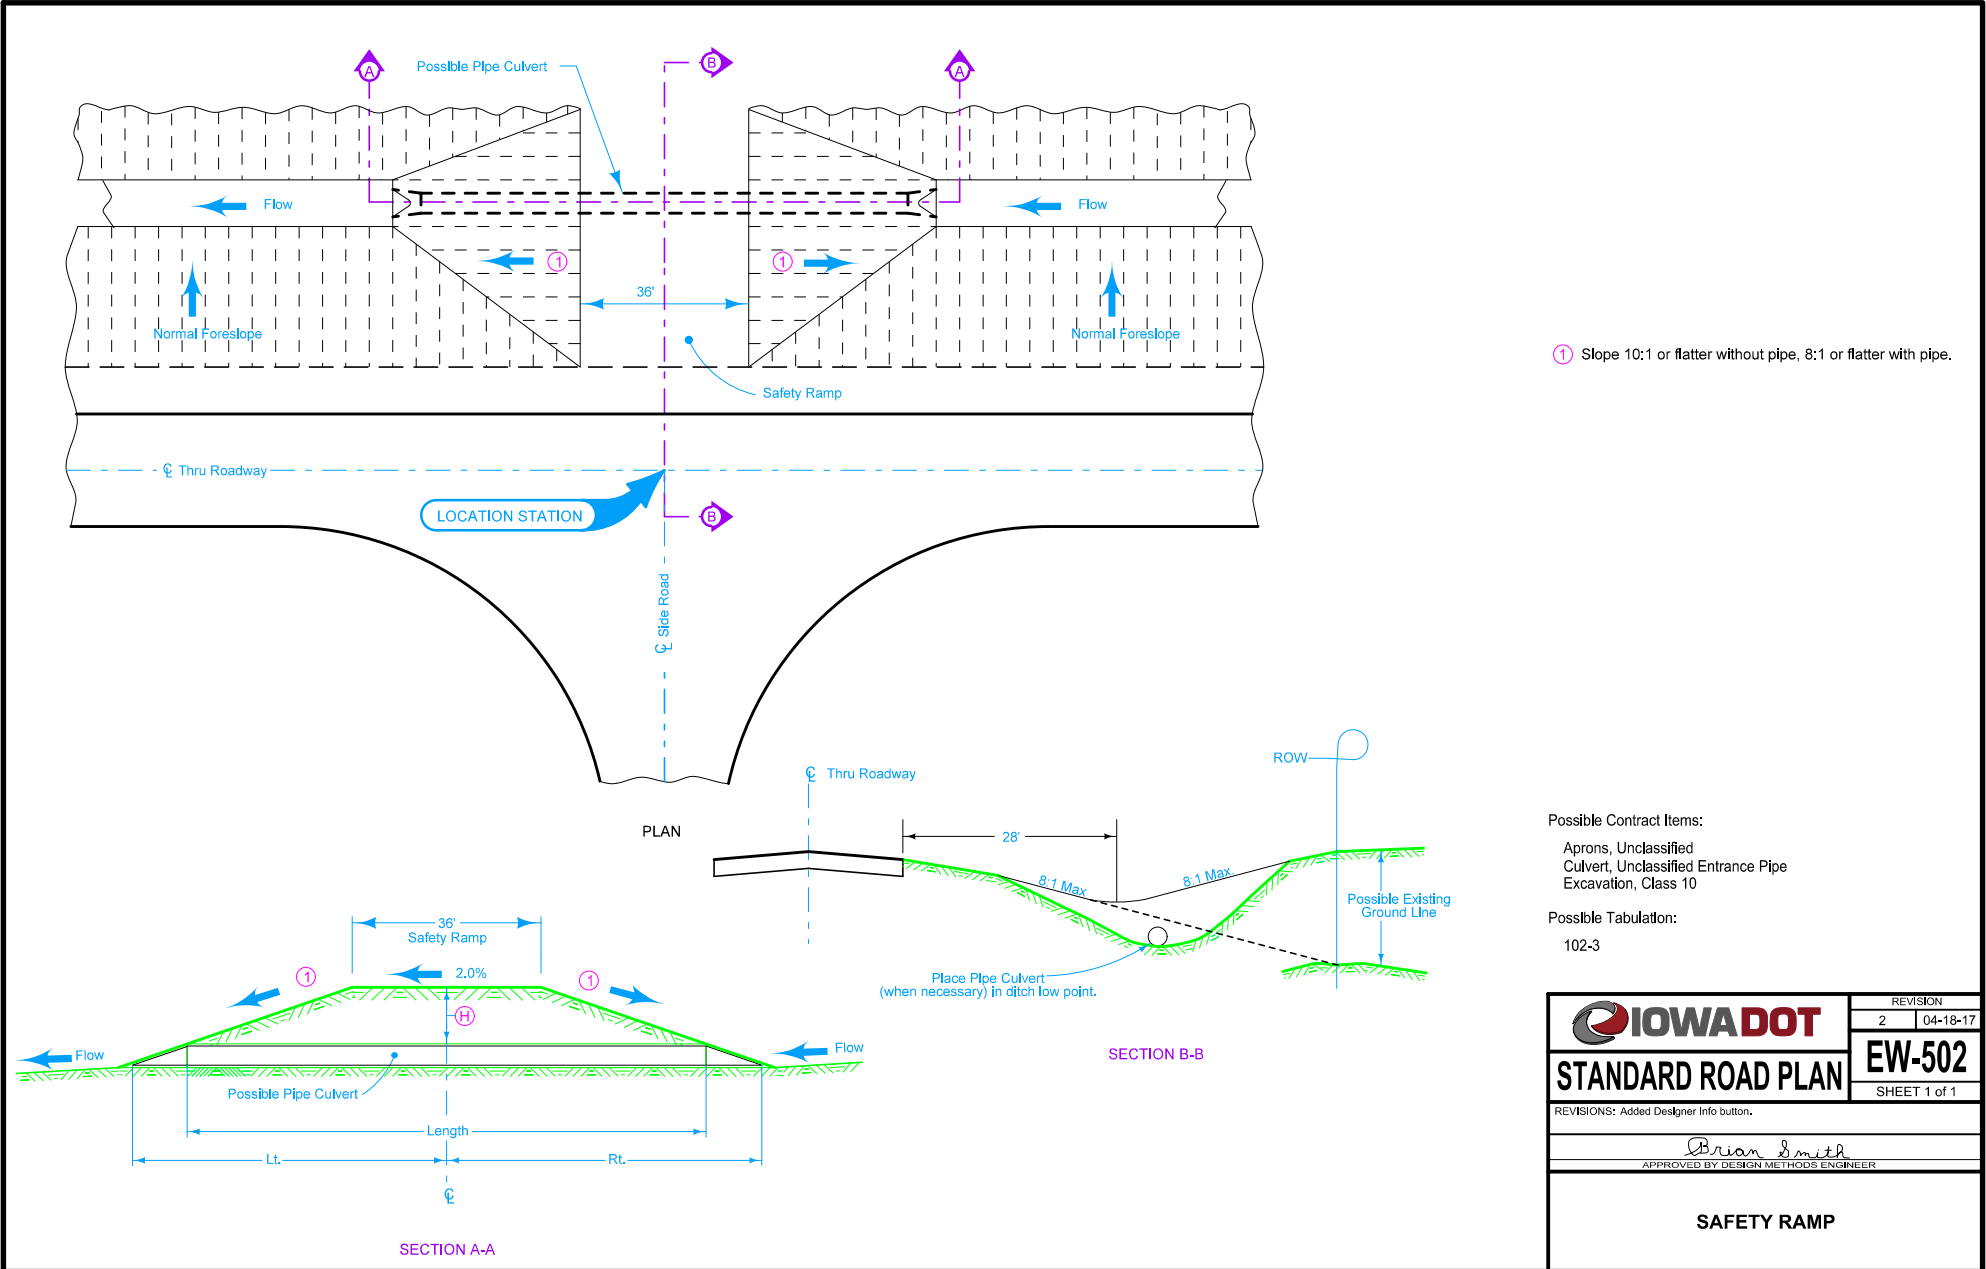 A
Possible Pipe Culvert
B
A
Flow
Flow
1
1
36'
Normal Foreslope
Normal Foreslope
Safety Ramp
1 Slope 10:1 or flatter without pipe, 8:1 or flatter with pipe.
℄ Thru Roadway
LOCATION STATION
B
℄ Side Road
PLAN
℄ Thru Roadway
ROW
28'
8:1 Max
8:1 Max.
Possible Existing
Ground Line
Place Pipe Culvert
(when necessary) in ditch low point.
SECTION B-B
36'
Safety Ramp
1
2.0%
1
H
Flow
Flow
Possible Pipe Culvert
Length
Lt.
Rt.
℄
SECTION A-A
Possible Contract Items:
Aprons, Unclassified
Culvert, Unclassified Entrance Pipe
Excavation, Class 10
Possible Tabulation:
102-3
IOWADOT
REVISION
2 04-18-17
STANDARD ROAD PLAN
EW-502
SHEET 1 of 1
REVISIONS: Added Designer Info button.
Brian Smith
APPROVED BY DESIGN METHODS ENGINEER
SAFETY RAMP